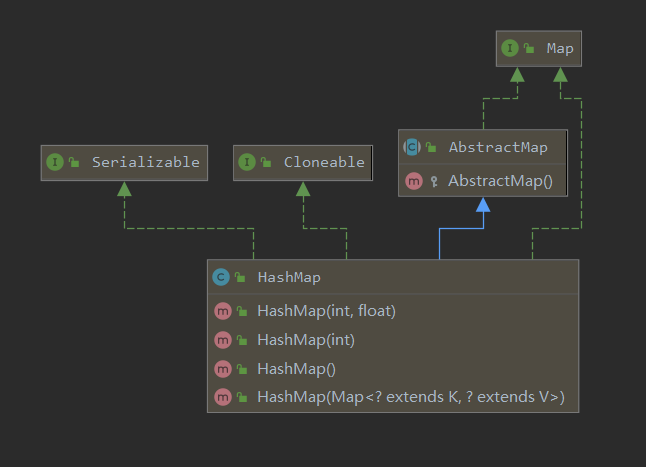 I Map
C AbstractMap
m AbstractMap()
I Serializable
I Cloneable
C HashMap
m HashMap(int, float)
m HashMap(int)
m HashMap()
m HashMap(Map<? extends K, ? extends V>)